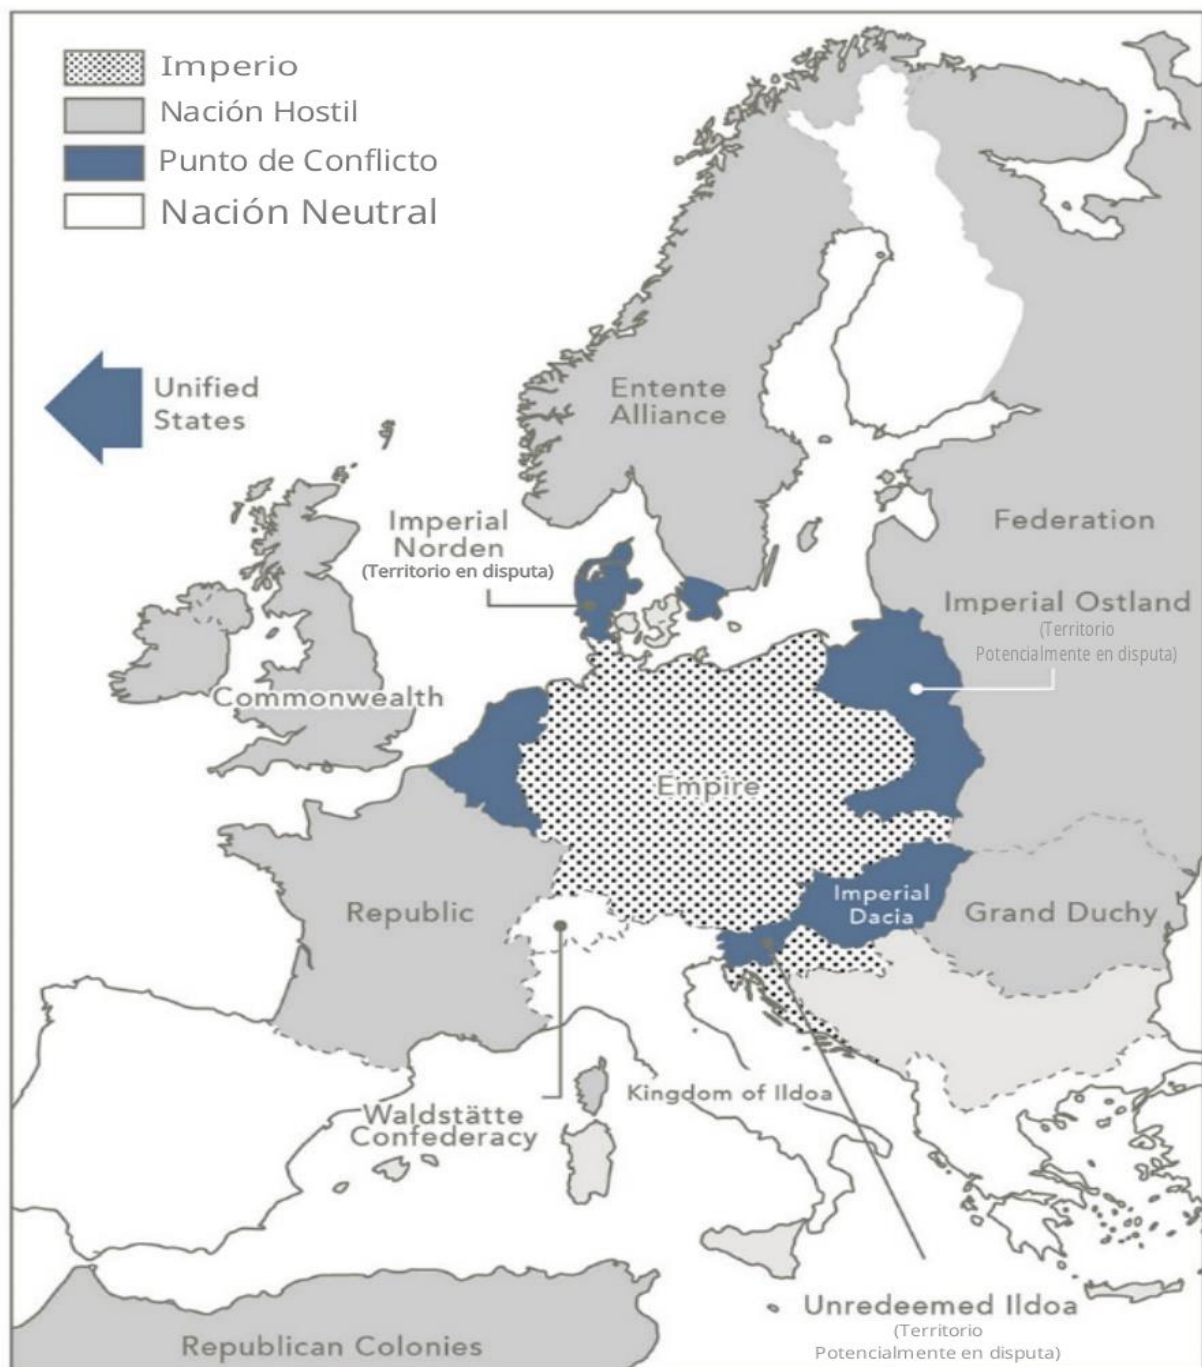 Imperio
Nación Hostil
Punto de Conflicto
Nación Neutral
Unified
States
Entente
Alliance
Imperial
Norden
(Territorio en disputa)
Federation
Imperial Ostland
(Territorio
Potencialmente en disputa)
Commonwealth
Empire
Imperial
Dacia
Republic
Grand Duchy
Kingdom of Ildoa
Waldstätte
Confederacy
Unredeemed Ildoa
(Territorio
Potencialmente en disputa)
Republican Colonies